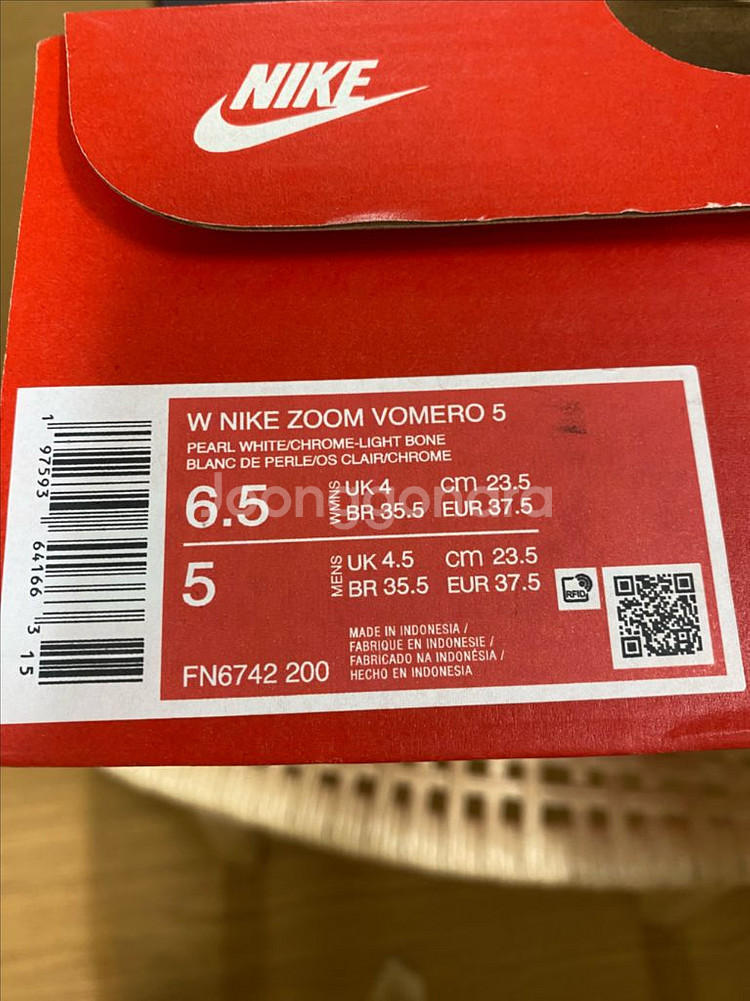 NIKE
W NIKE ZOOM VOMERO 5
PEARL WHITE/CHROME-LIGHT BONE
BLANC DE PERLE/OS CLAIR/CHROME
6.5 WMNS UK 4 cm 23.5
BR 35.5 EUR 37.5
5 MENS UK 4.5 cm 23.5
BR 35.5 EUR 37.5
RFID
FN6742 200
MADE IN INDONESIA /
FABRIQUE EN INDONESIE /
FABRICADO NA INDONÉSIA /
HECHO EN INDONESIA
1 97593 64166 3 15
joonggonara